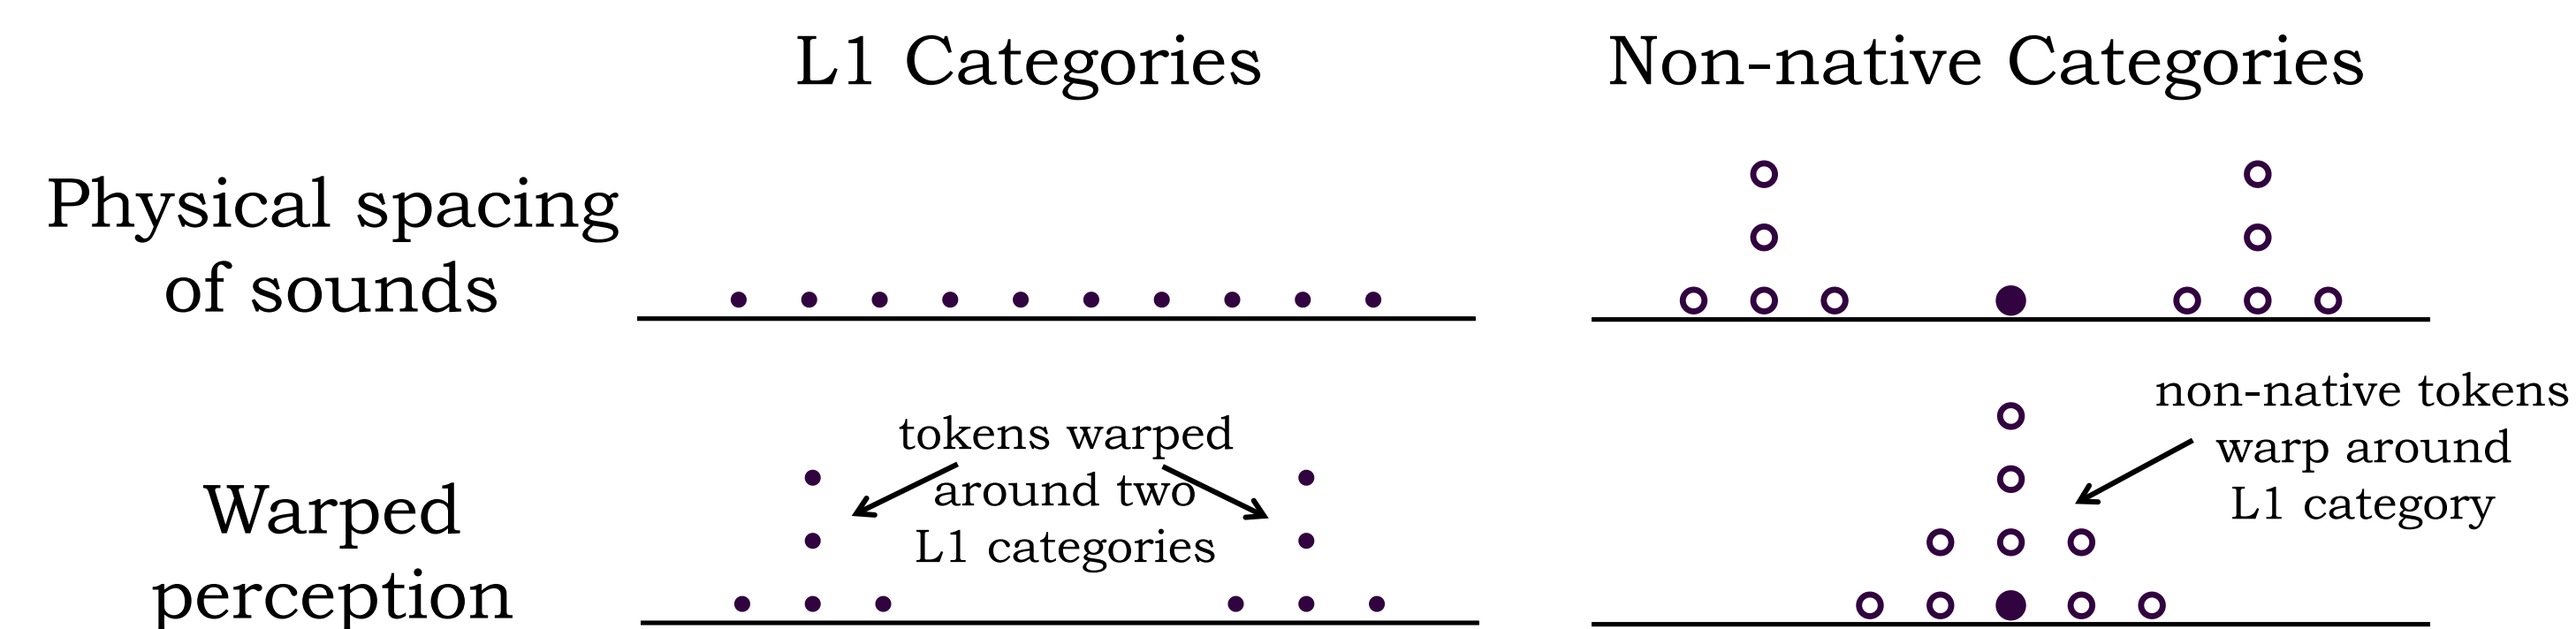 L1 Categories
Non-native Categories
Physical spacing
of sounds
tokens warped
around two
L1 categories
non-native tokens
warp around
L1 category
Warped
perception